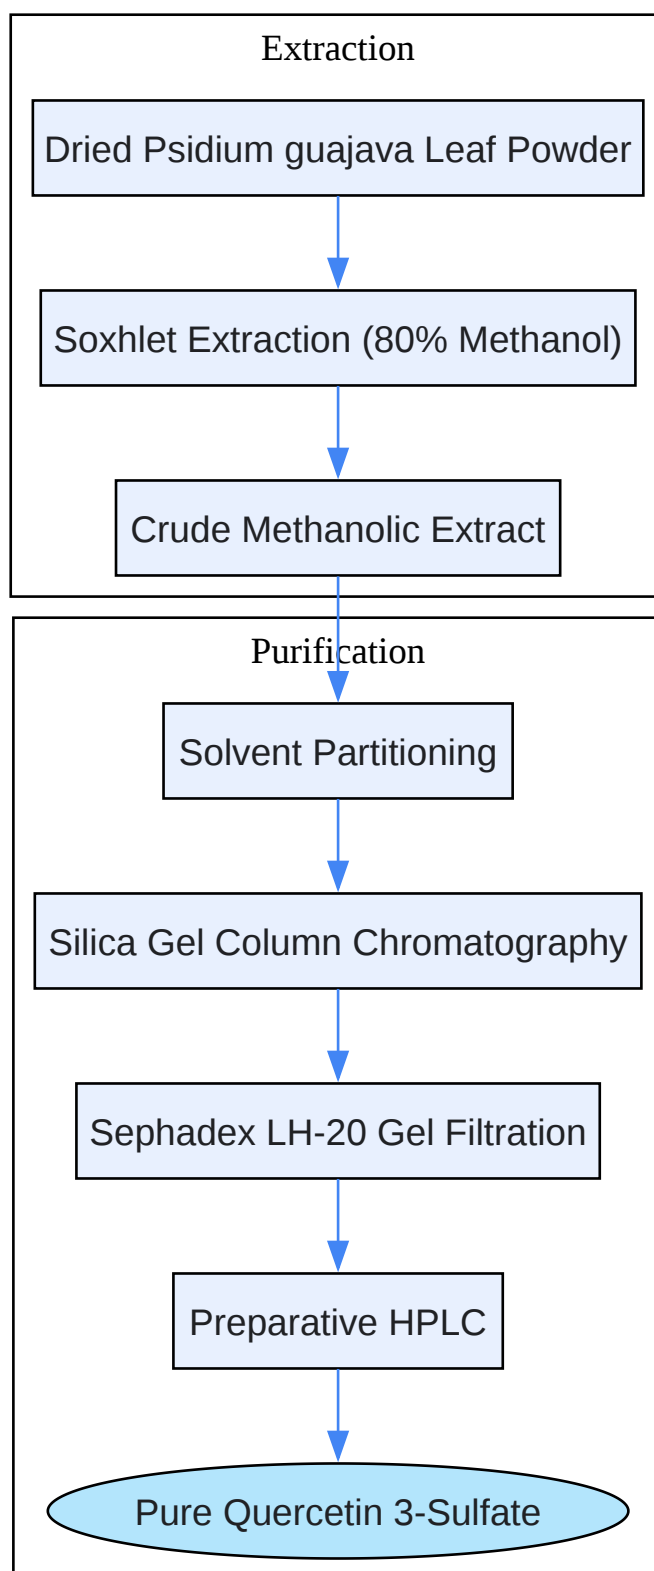 Extraction
Dried Psidium guajava Leaf Powder
Soxhlet Extraction (80% Methanol)
Crude Methanolic Extract
Purification
Solvent Partitioning
Silica Gel Column Chromatography
Sephadex LH-20 Gel Filtration
Preparative HPLC
Pure Quercetin 3-Sulfate